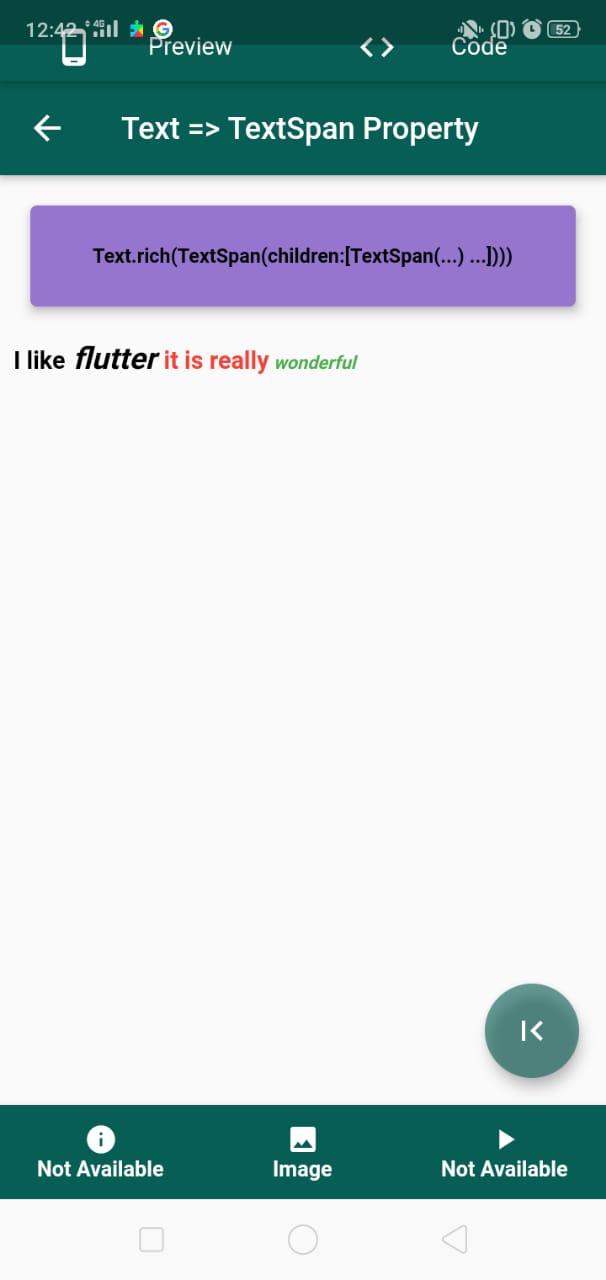 12:42 4G 52
Preview Code
Text => TextSpan Property
Text.rich(TextSpan(children:[TextSpan(...) ...])))
I like flutter it is really wonderful
Not Available Image Not Available